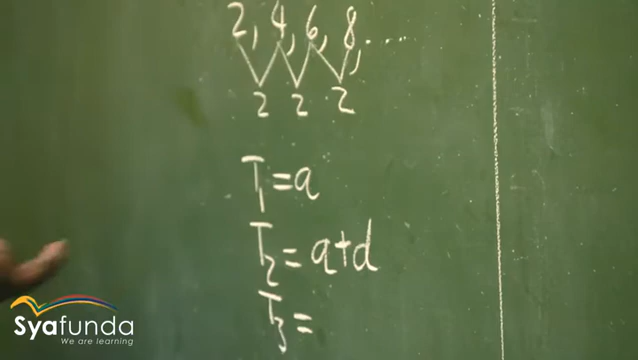 2, 4, 6, 8, .......
2 2 2
T₁ = a
T₂ = a+d
T₃ =
Syafunda
We are learning